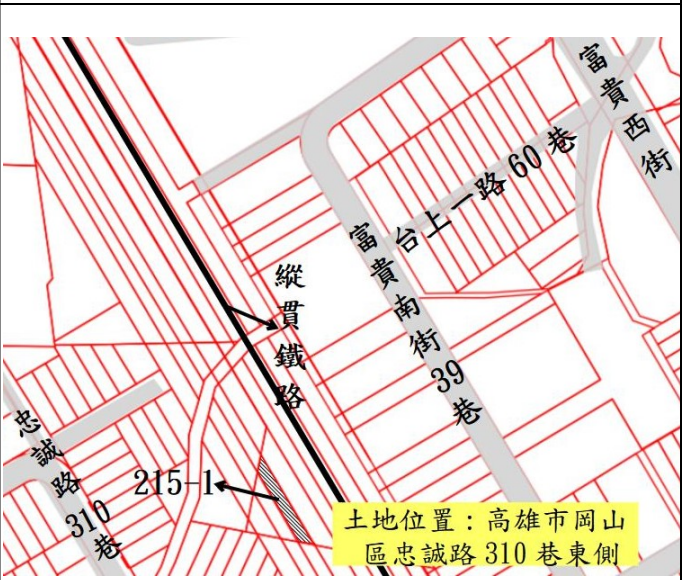 富貴西街
台上一路60巷
富貴南街39巷
縱貫鐵路
忠誠路310巷
215-1
土地位置：高雄市岡山
區忠誠路310巷東側